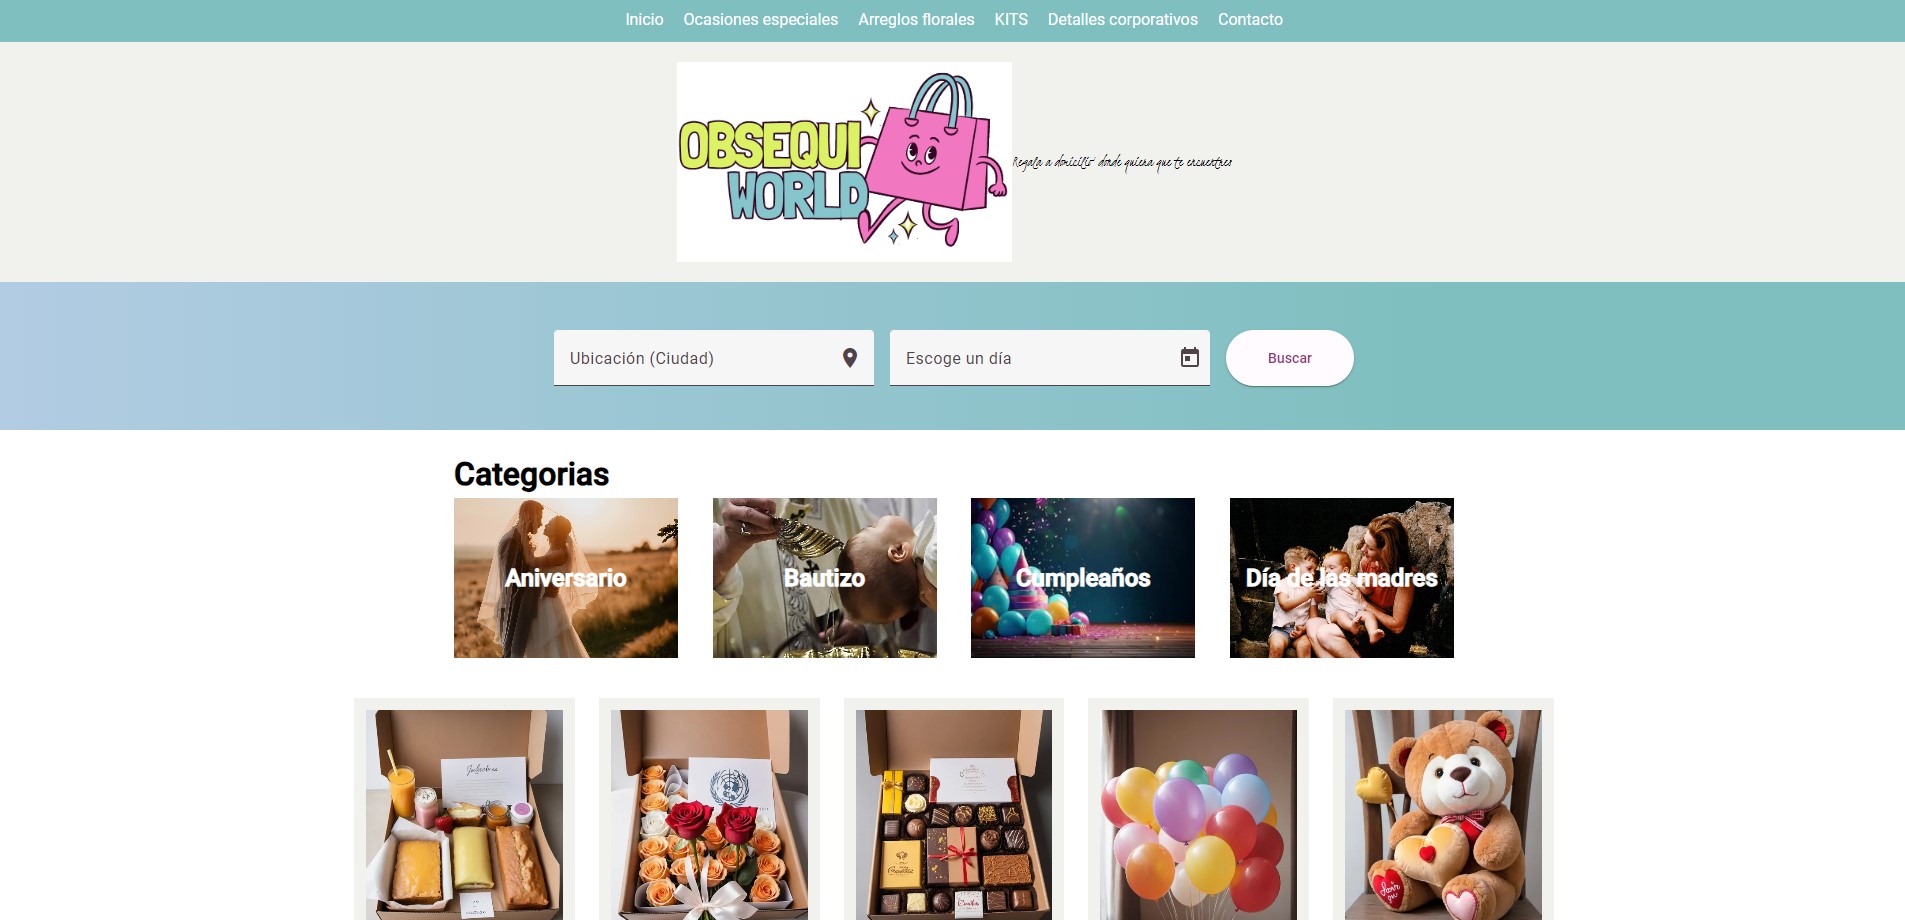 Inicio Ocasiones especiales Arreglos florales KITS Detalles corporativos Contacto
OBSEQUI
WORLD
Regala a domicilio donde quiera que te encuentres
Ubicación (Ciudad) Escoge un día Buscar
Categorias
Aniversario Bautizo Cumpleaños Día de las madres